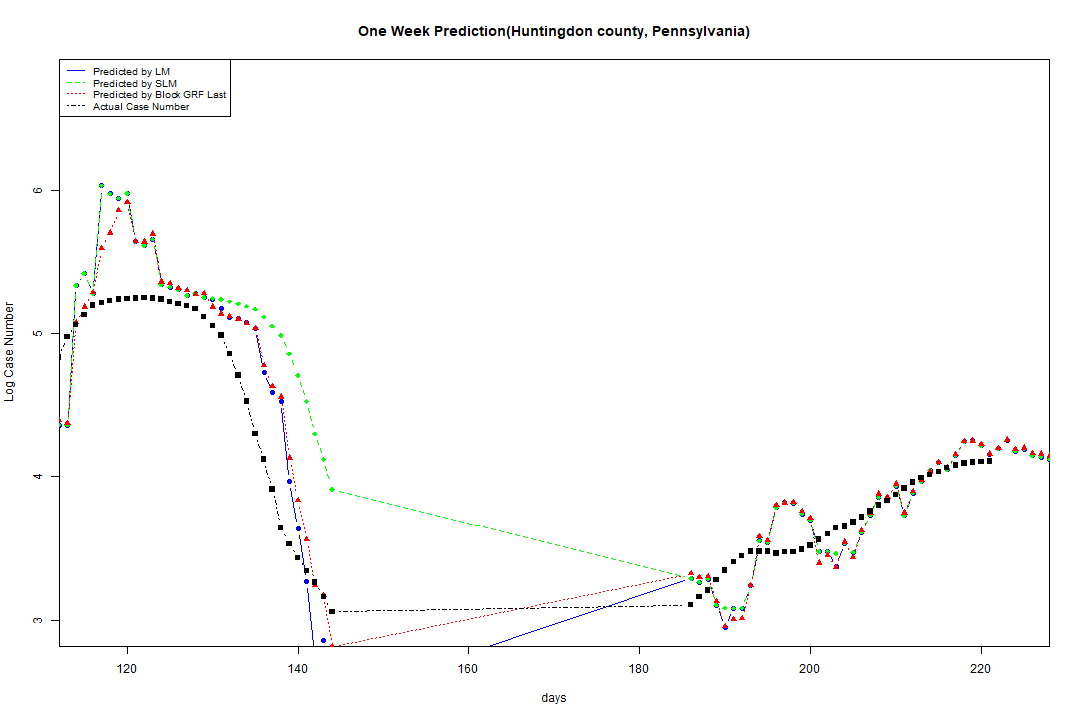 One Week Prediction(Huntingdon county, Pennsylvania)
Predicted by LM
Predicted by SLM
Predicted by Block GRF Last
Actual Case Number
Log Case Number
6
5
4
3
120 140 160 180 200 220
days